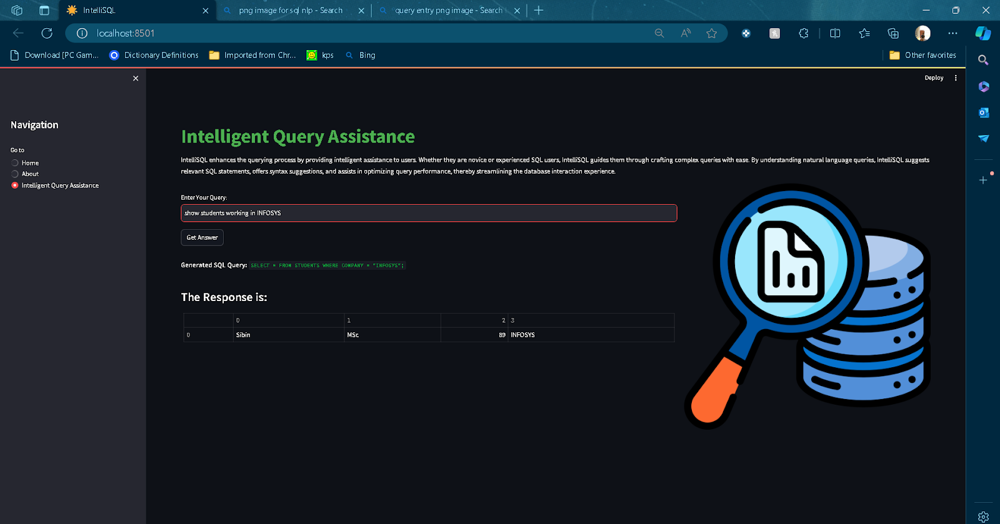 IntelliSQL
png image for sql nlp - Search
query entry png image - Search
localhost:8501
Download [PC Gam...
Dictionary Definitions
Imported from Chr...
kps
Bing
Other favorites
Deploy
Navigation
Go to
Home
About
Intelligent Query Assistance
Intelligent Query Assistance
IntelliSQL enhances the querying process by providing intelligent assistance to users. Whether they are novice or experienced SQL users, IntelliSQL guides them through crafting complex queries with ease. By understanding natural language queries, IntelliSQL suggests
relevant SQL statements, offers syntax suggestions, and assists in optimizing query performance, thereby streamlining the database interaction experience.
Enter Your Query:
show students working in INFOSYS
Get Answer
Generated SQL Query: SELECT * FROM STUDENTS WHERE COMPANY = "INFOSYS";
The Response is:
0 1 2 3
0 Sibin MSc 89 INFOSYS